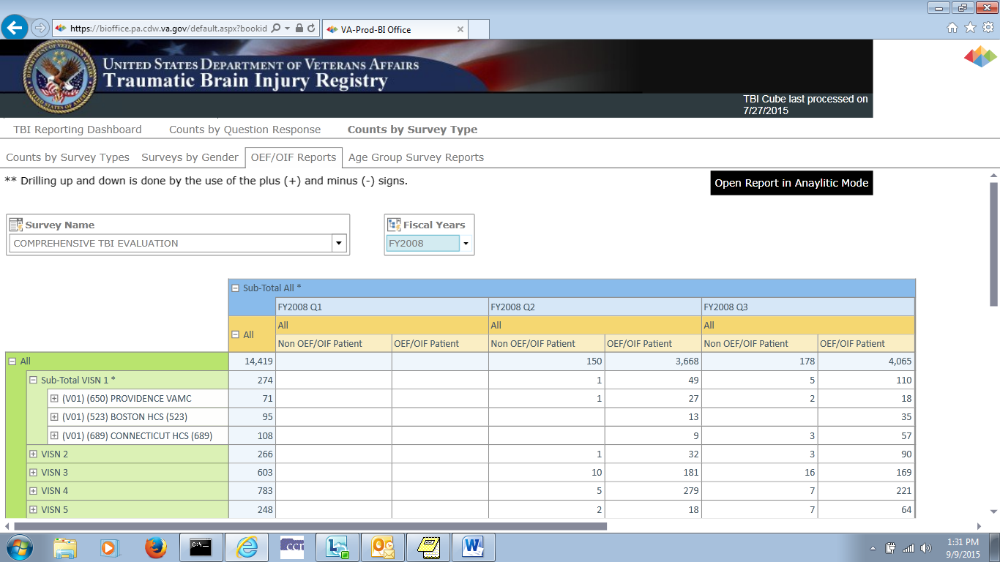 https://bioffice.pa.cdw.va.gov/default.aspx?bookid
VA-Prod-BI Office
UNITED STATES DEPARTMENT OF VETERANS AFFAIRS
Traumatic Brain Injury Registry
TBI Cube last processed on
7/27/2015
TBI Reporting Dashboard Counts by Question Response Counts by Survey Type
Counts by Survey Types Surveys by Gender OEF/OIF Reports Age Group Survey Reports
** Drilling up and down is done by the use of the plus (+) and minus (-) signs.
Open Report in Anaylitic Mode
Survey Name Fiscal Years
COMPREHENSIVE TBI EVALUATION FY2008
Sub-Total All *
FY2008 Q1 FY2008 Q2 FY2008 Q3
All All All All
Non OEF/OIF Patient OEF/OIF Patient Non OEF/OIF Patient OEF/OIF Patient Non OEF/OIF Patient OEF/OIF Patient
All 14,419 150 3,668 178 4,065
Sub-Total VISN 1 * 274 1 49 5 110
(V01) (650) PROVIDENCE VAMC 71 1 27 2 18
(V01) (523) BOSTON HCS (523) 95 13 35
(V01) (689) CONNECTICUT HCS (689) 108 9 3 57
VISN 2 266 1 32 3 90
VISN 3 603 10 181 16 169
VISN 4 783 5 279 7 221
VISN 5 248 2 18 7 64
C:\
CCI
1:31 PM
9/9/2015